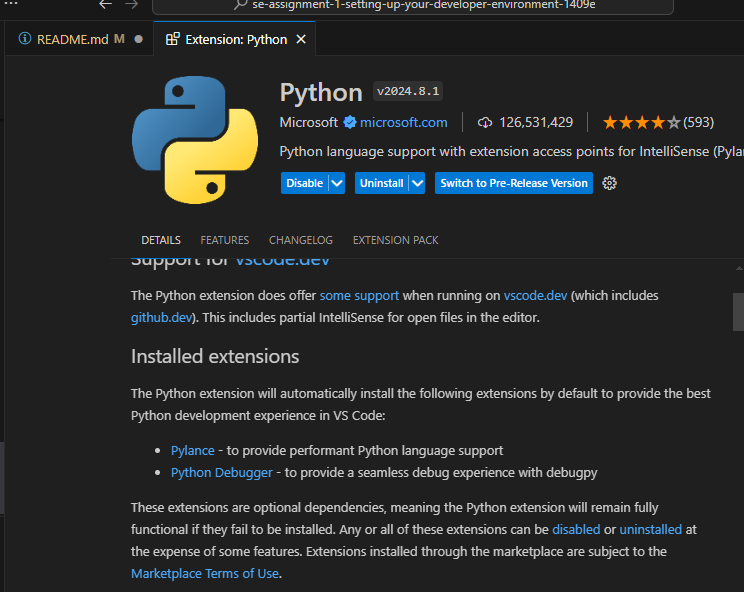 se-assignment-1-setting-up-your-developer-environment-1409e
README.md M
Extension: Python
Python v2024.8.1
Microsoft microsoft.com 126,531,429 (593)
Python language support with extension access points for IntelliSense (Pylan
Disable Uninstall Switch to Pre-Release Version
DETAILS FEATURES CHANGELOG EXTENSION PACK
Support for vscode.dev
The Python extension does offer some support when running on vscode.dev (which includes
github.dev). This includes partial IntelliSense for open files in the editor.
Installed extensions
The Python extension will automatically install the following extensions by default to provide the best
Python development experience in VS Code:
• Pylance - to provide performant Python language support
• Python Debugger - to provide a seamless debug experience with debugpy
These extensions are optional dependencies, meaning the Python extension will remain fully
functional if they fail to be installed. Any or all of these extensions can be disabled or uninstalled at
the expense of some features. Extensions installed through the marketplace are subject to the
Marketplace Terms of Use.